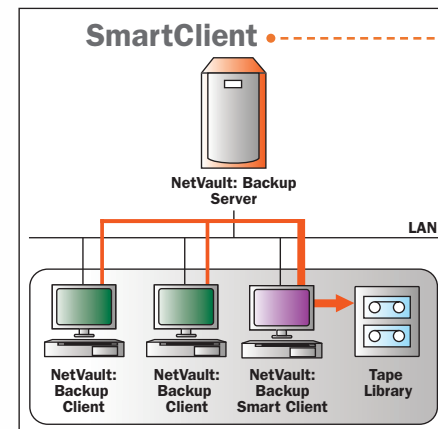 SmartClient
NetVault: Backup
Server
LAN
NetVault:
Backup
Client
NetVault:
Backup
Client
NetVault:
Backup
Smart Client
Tape
Library